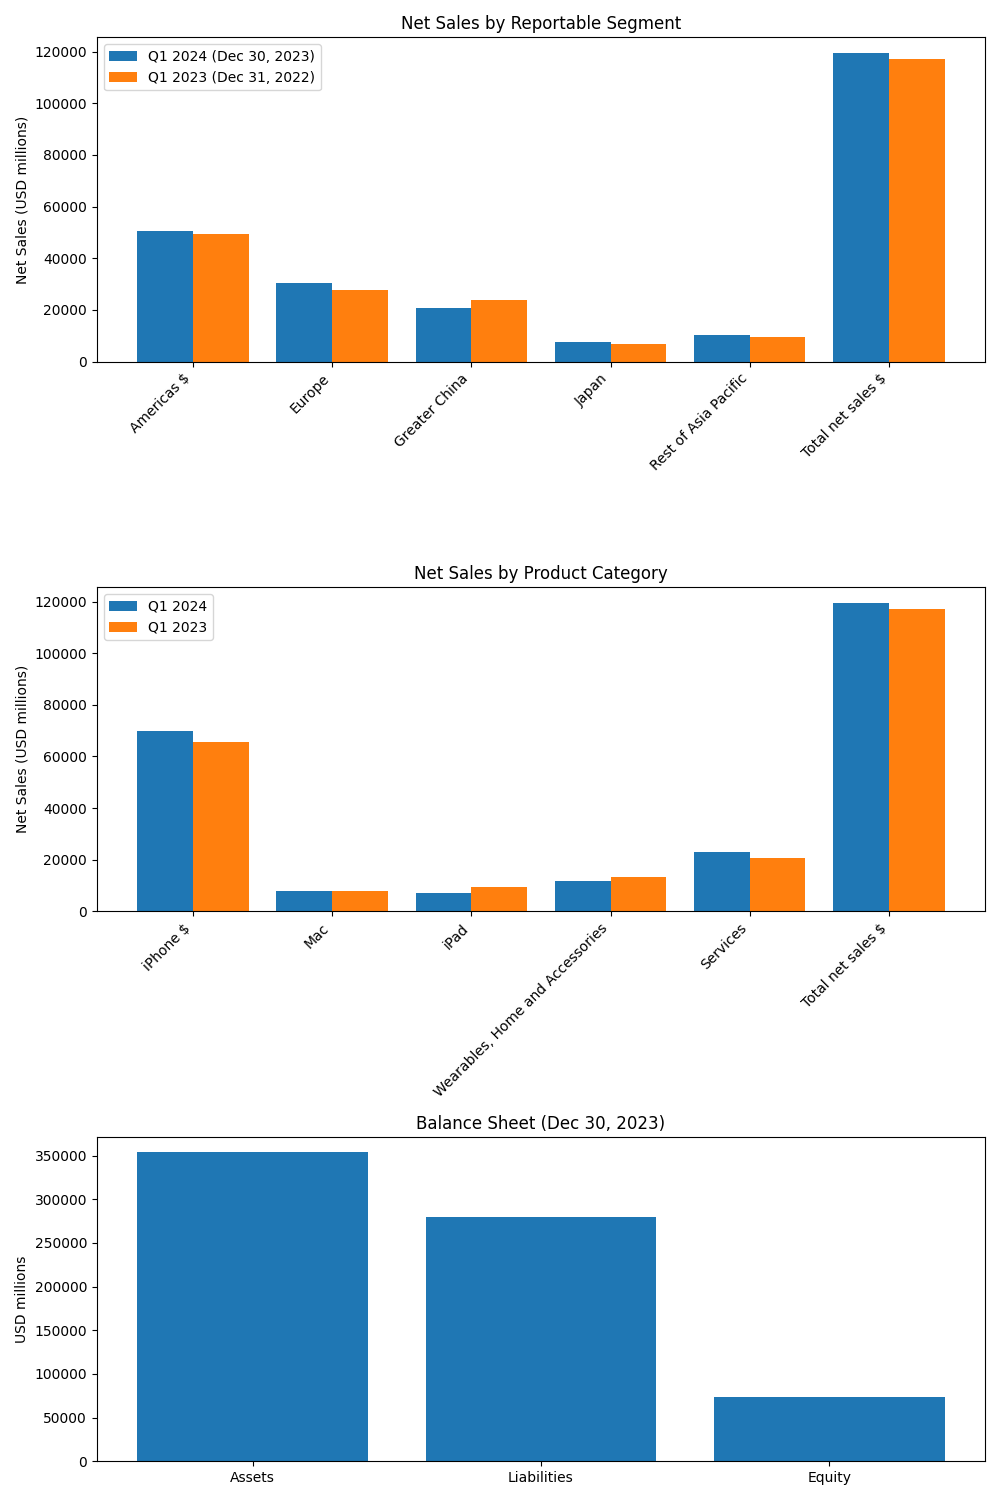 Net Sales by Reportable Segment
Q1 2024 (Dec 30, 2023)
Q1 2023 (Dec 31, 2022)
Net Sales (USD millions)
120000
100000
80000
60000
40000
20000
0
Americas $
Europe
Greater China
Japan
Rest of Asia Pacific
Total net sales $
Net Sales by Product Category
Q1 2024
Q1 2023
Net Sales (USD millions)
120000
100000
80000
60000
40000
20000
0
iPhone $
Mac
iPad
Wearables, Home and Accessories
Services
Total net sales $
Balance Sheet (Dec 30, 2023)
USD millions
350000
300000
250000
200000
150000
100000
50000
0
Assets
Liabilities
Equity